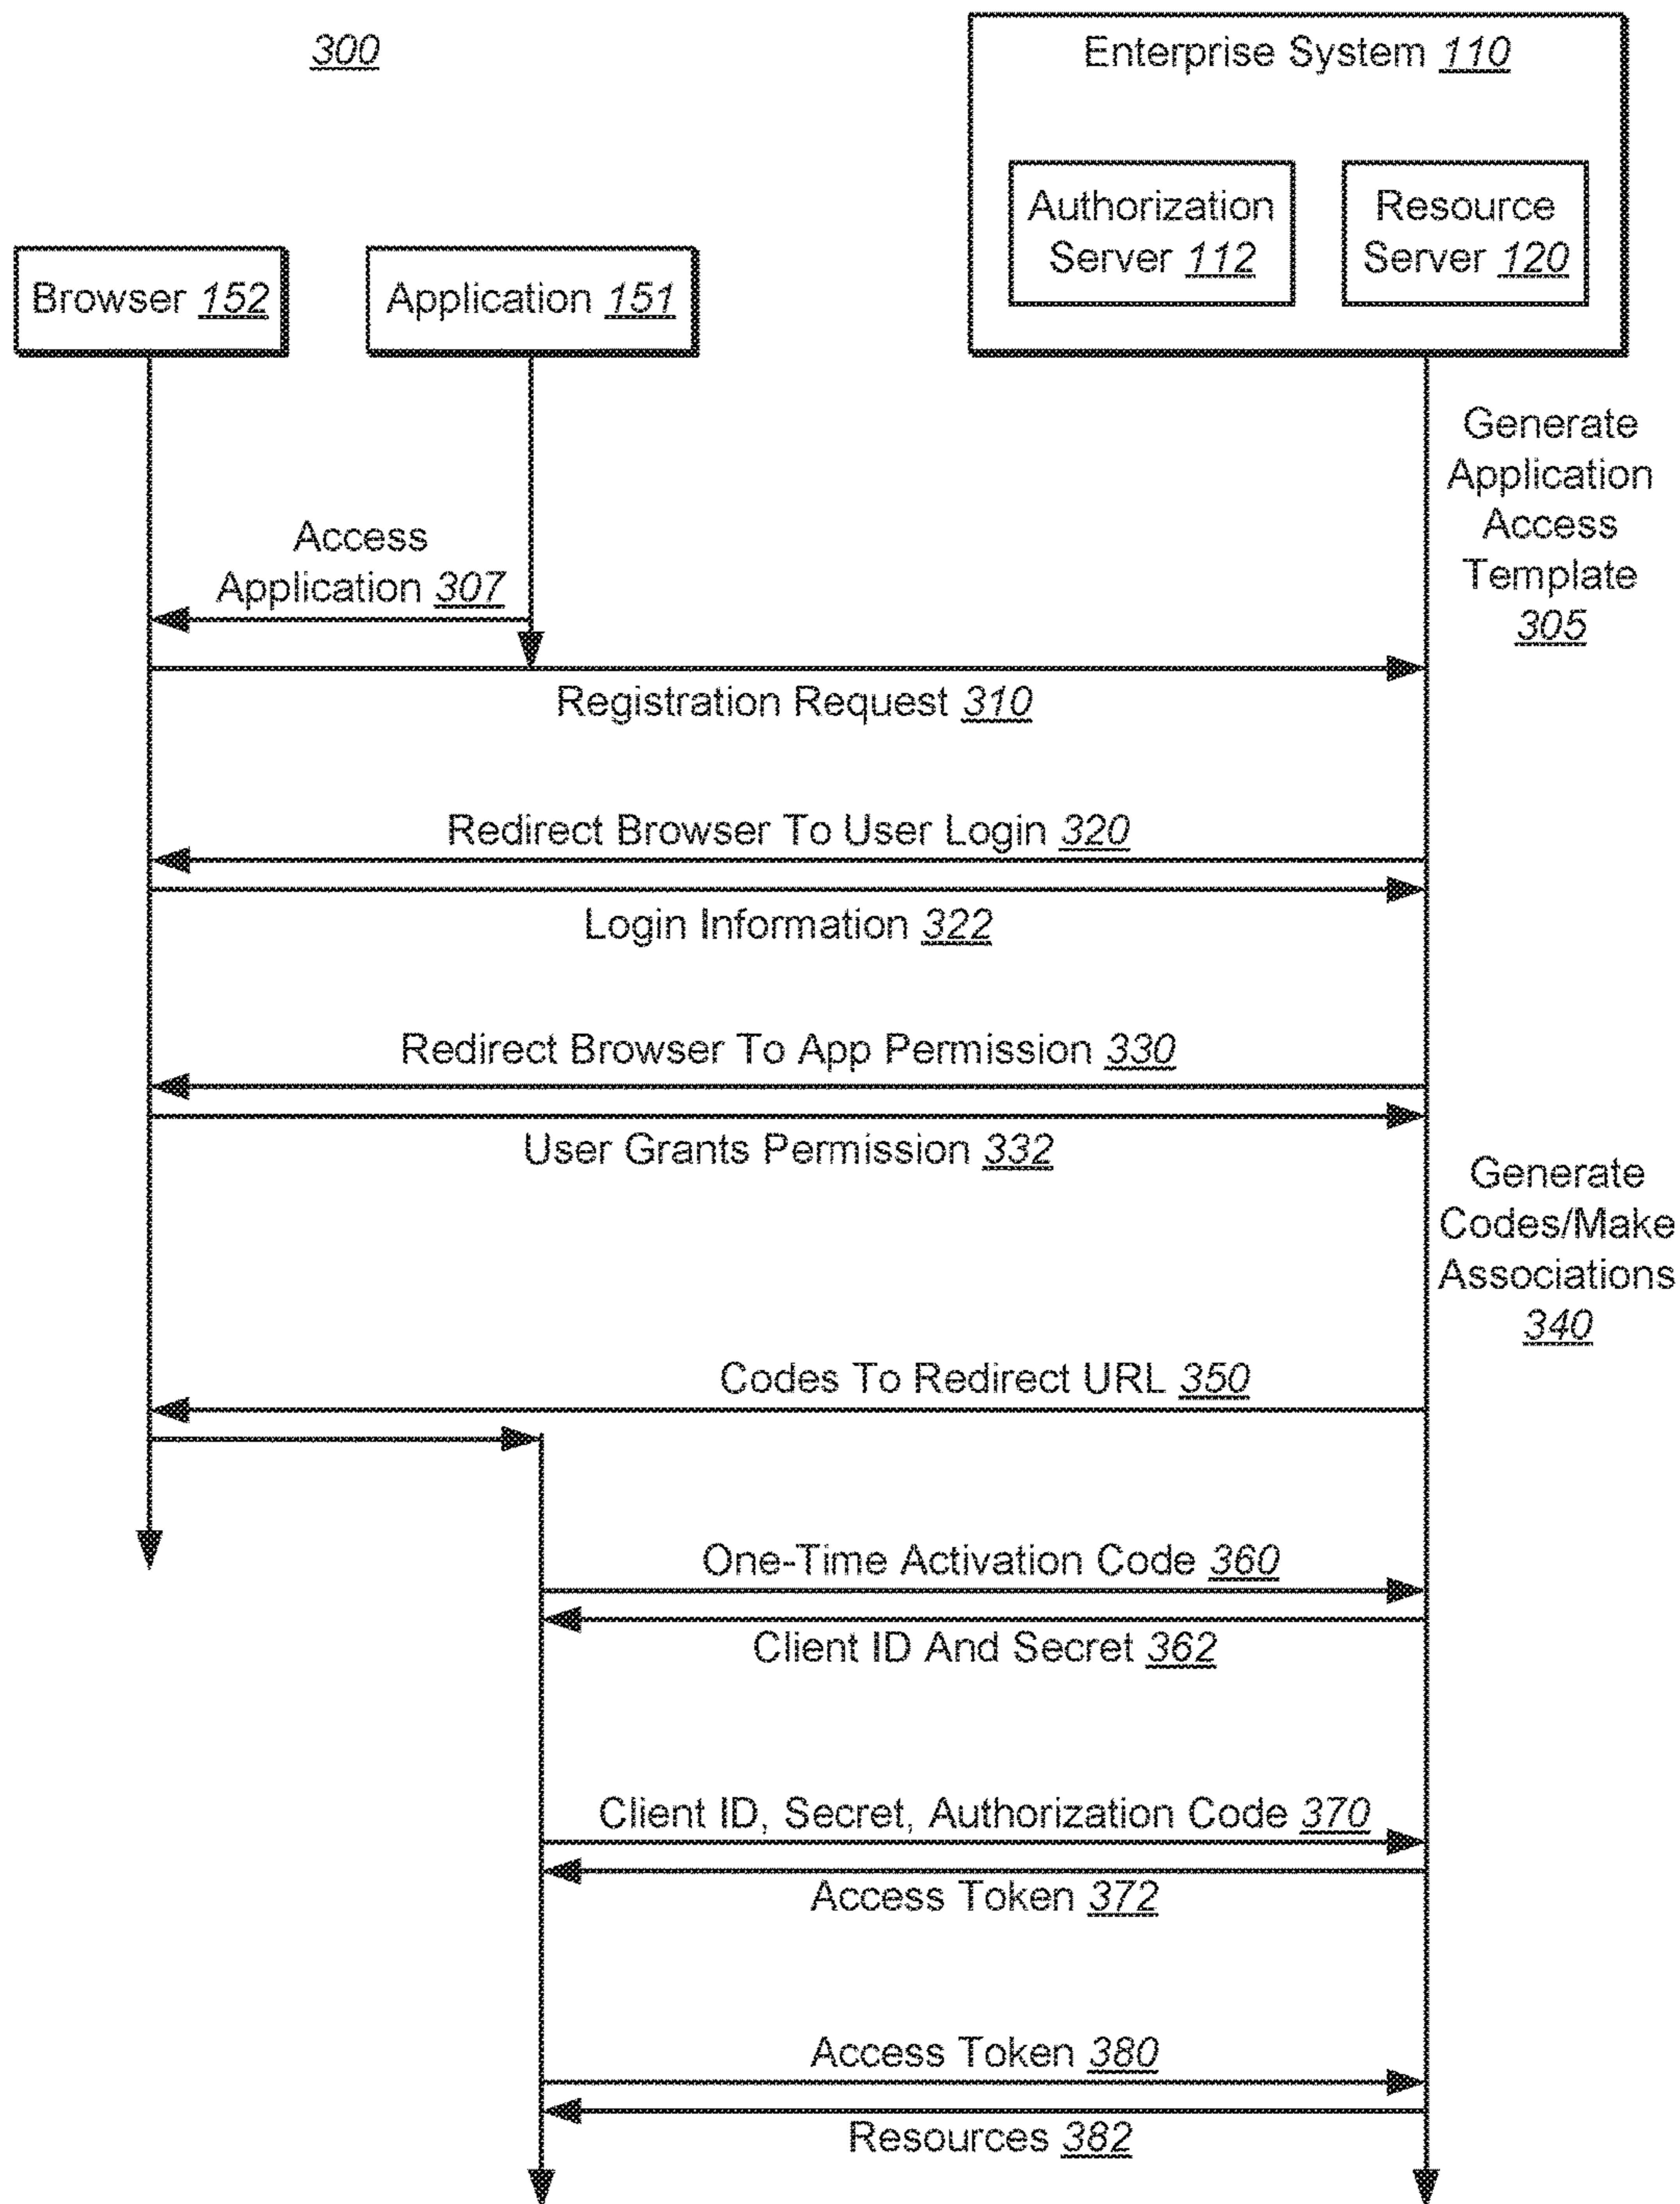 300
Enterprise System 110
Authorization
Server 112
Resource
Server 120
Browser 152
Application 151
Generate
Application
Access
Template
305
Access
Application 307
Registration Request 310
Redirect Browser To User Login 320
Login Information 322
Redirect Browser To App Permission 330
User Grants Permission 332
Generate
Codes/Make
Associations
340
Codes To Redirect URL 350
One-Time Activation Code 360
Client ID And Secret 362
Client ID, Secret, Authorization Code 370
Access Token 372
Access Token 380
Resources 382